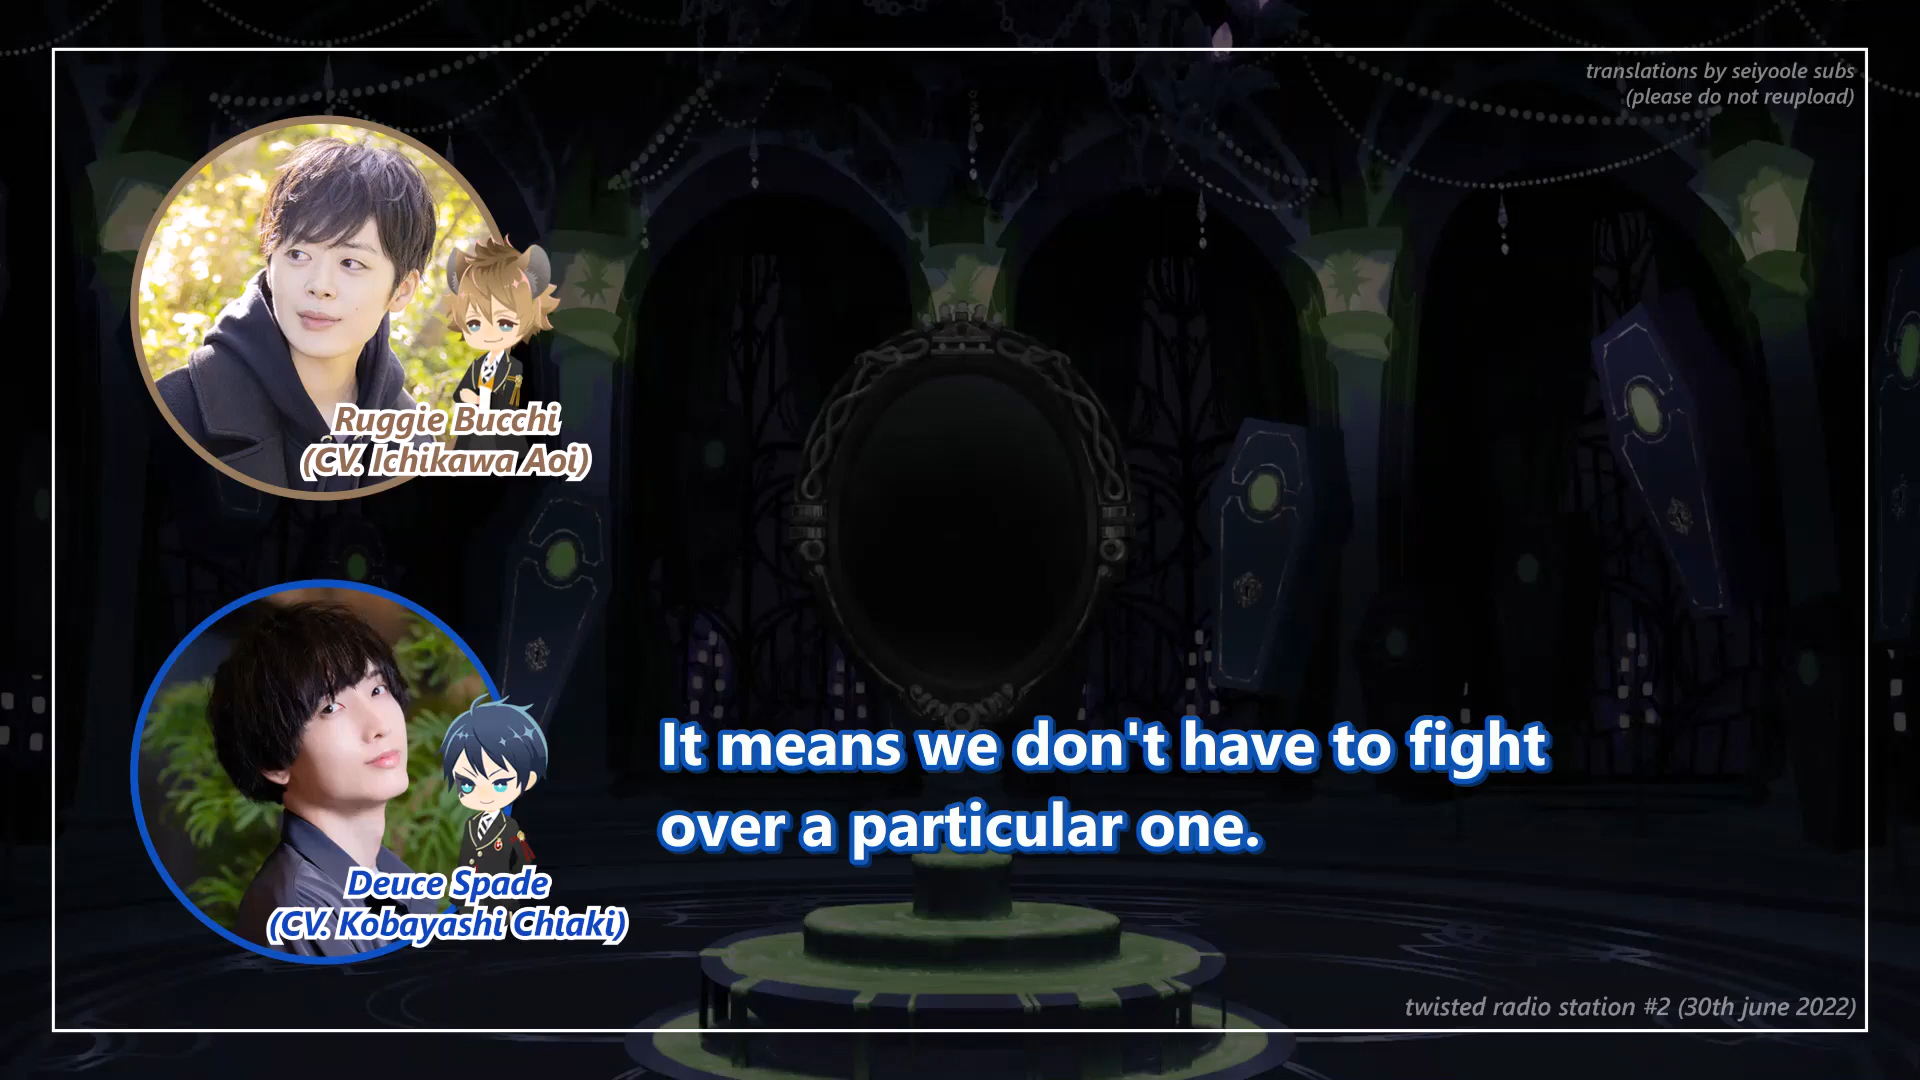 translations by seiyoole subs
(please do not reupload)
Ruggie Bucchi
(CV. Ichikawa Aoi)
It means we don't have to fight
over a particular one.
Deuce Spade
(CV. Kobayashi Chiaki)
twisted radio station #2 (30th june 2022)